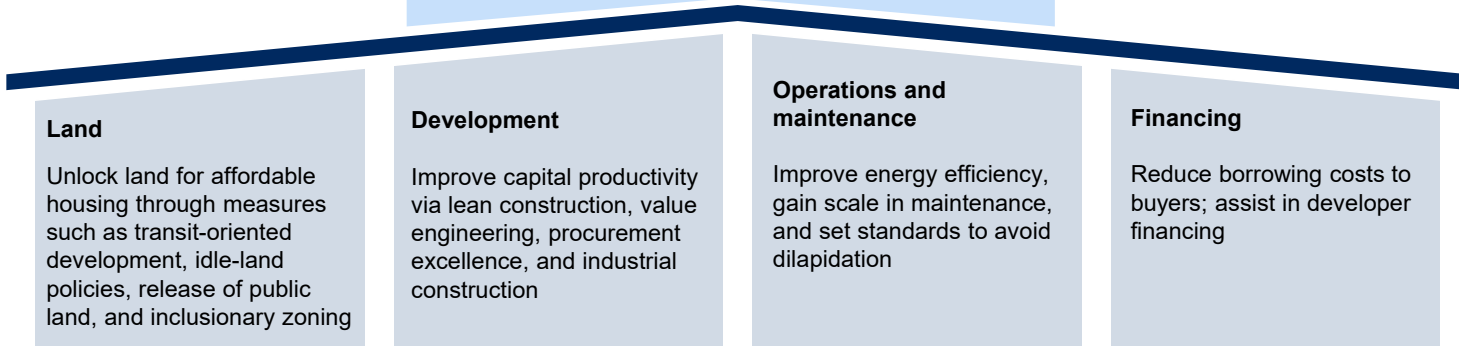 Land
Unlock land for affordable
housing through measures
such as transit-oriented
development, idle-land
policies, release of public
land, and inclusionary zoning
Development
Improve capital productivity
via lean construction, value
engineering, procurement
excellence, and industrial
construction
Operations and
maintenance
Improve energy efficiency,
gain scale in maintenance,
and set standards to avoid
dilapidation
Financing
Reduce borrowing costs to
buyers; assist in developer
financing